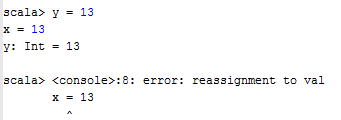 scala> y = 13
x = 13
y: Int = 13
scala> <console>:8: error: reassignment to val
x = 13
^